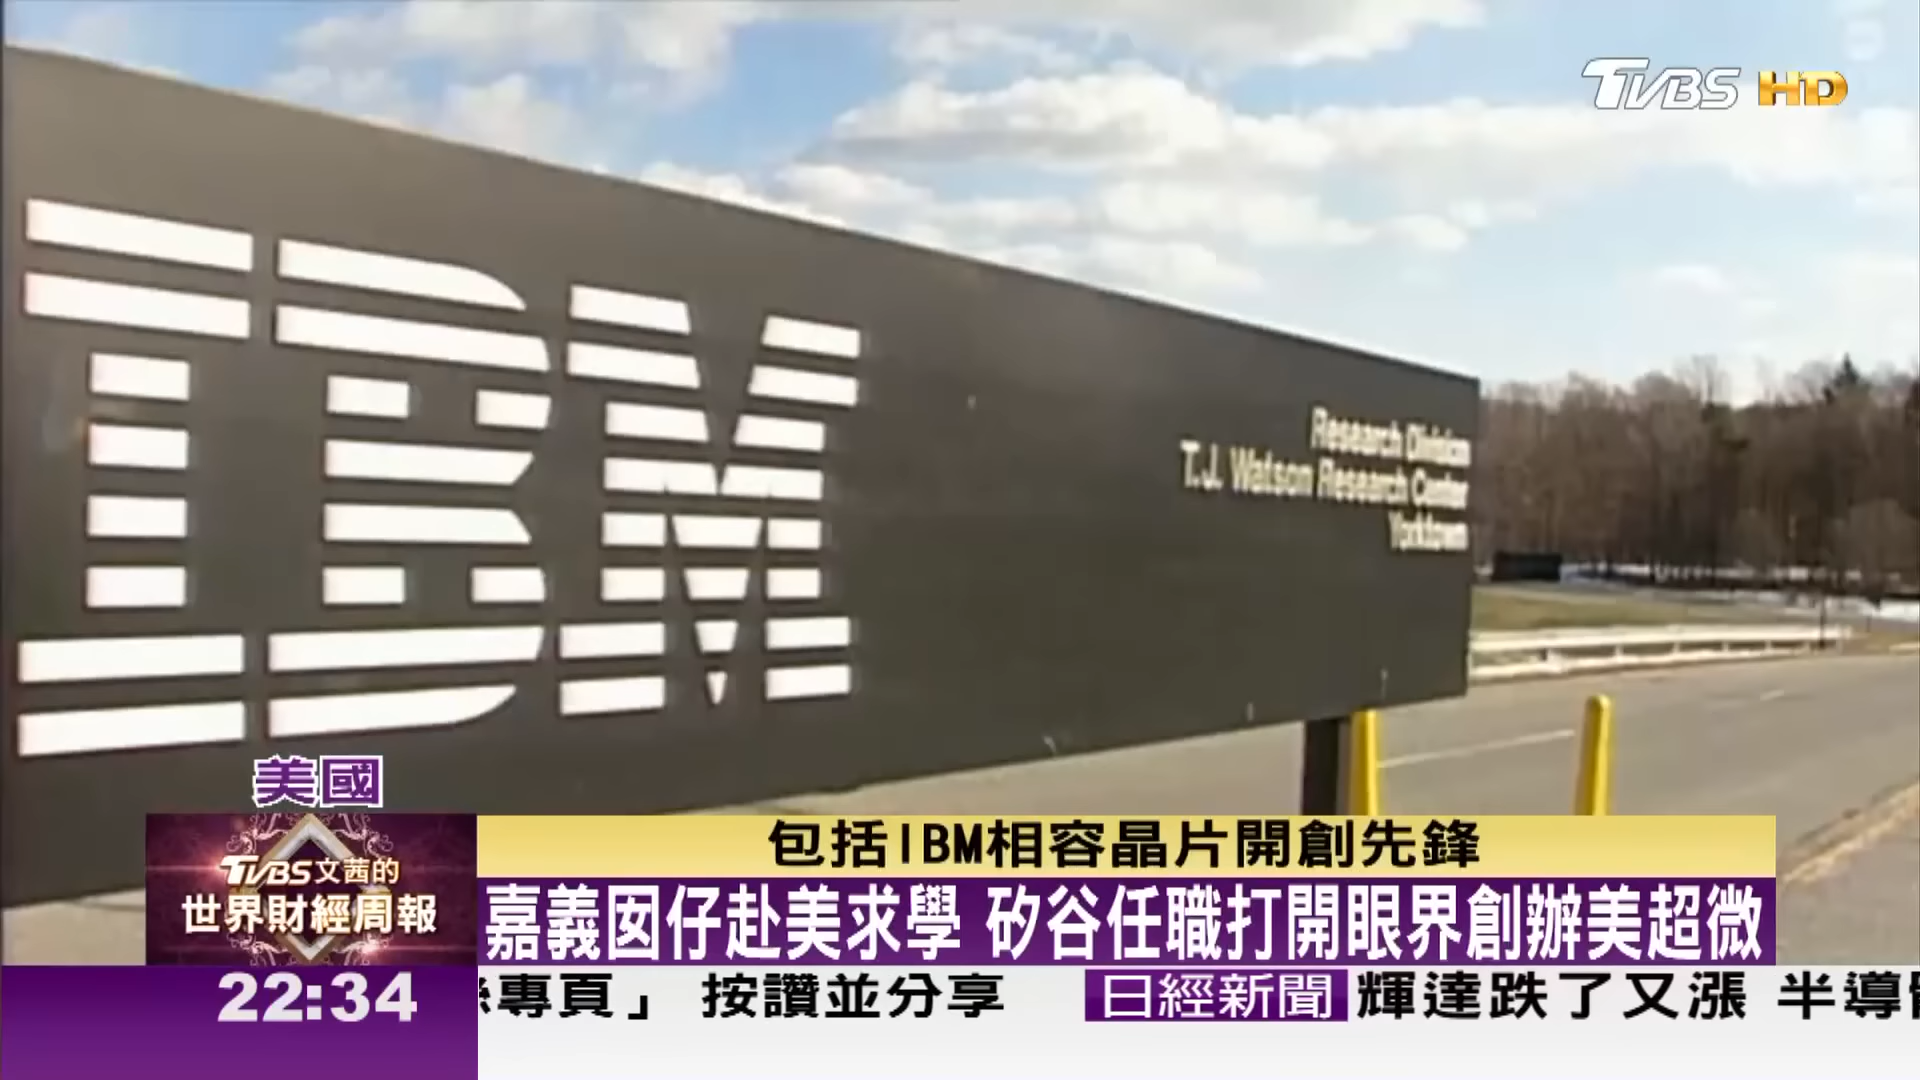 TVBS HD
IBM
Research Division
T.J. Watson Research Center
Yorktown
美國
TVBS文茜的
世界財經周報
包括IBM相容晶片開創先鋒
嘉義囡仔赴美求學 矽谷任職打開眼界創辦美超微
22:34
專頁」 按讚並分享 日經新聞 輝達跌了又漲 半導